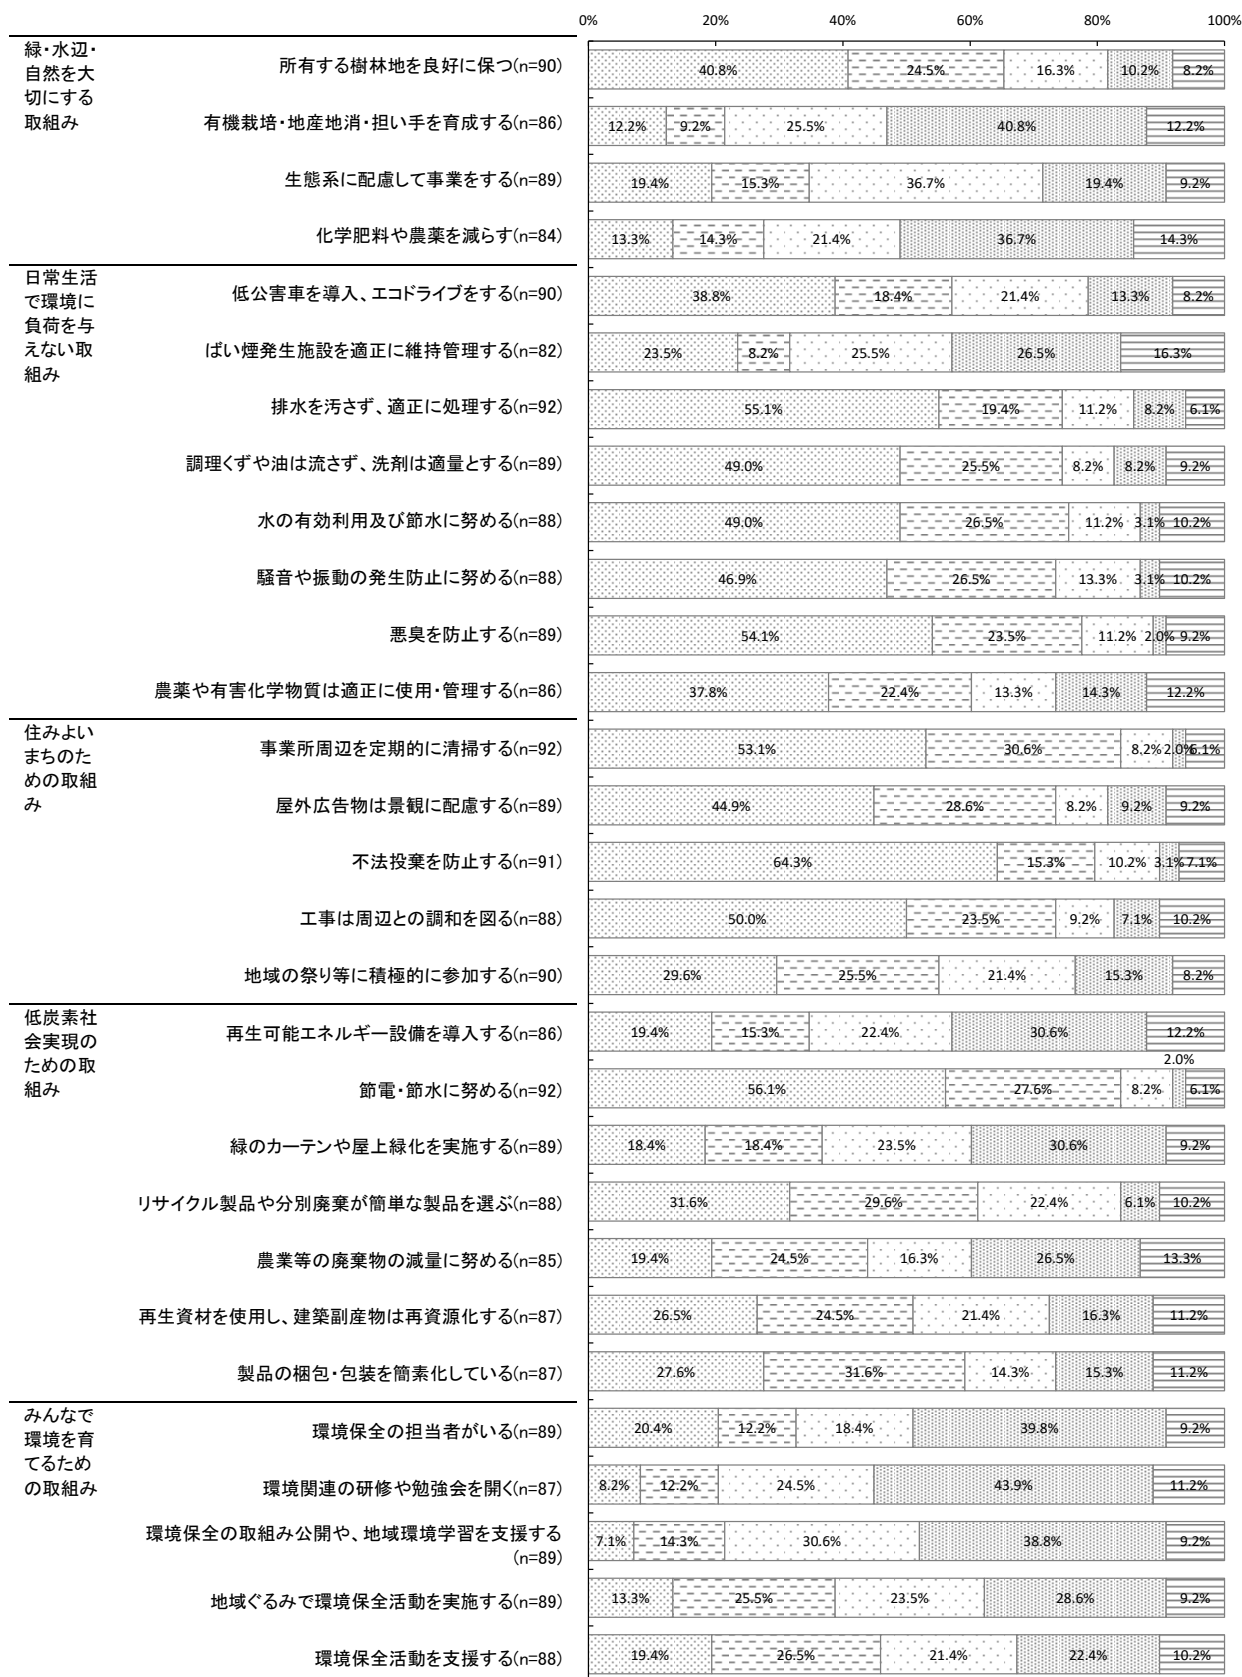 0% 20% 40% 60% 80% 100%
緑・水辺・
自然を大
切にする
取組み
所有する樹林地を良好に保つ(n=90)
40.8% 24.5% 16.3% 10.2% 8.2%
有機栽培・地産地消・担い手を育成する(n=86)
12.2% 9.2% 25.5% 40.8% 12.2%
生態系に配慮して事業をする(n=89)
19.4% 15.3% 36.7% 19.4% 9.2%
化学肥料や農薬を減らす(n=84)
13.3% 14.3% 21.4% 36.7% 14.3%
日常生活
で環境に
負荷を与
えない取
組み
低公害車を導入、エコドライブをする(n=90)
38.8% 18.4% 21.4% 13.3% 8.2%
ばい煙発生施設を適正に維持管理する(n=82)
23.5% 8.2% 25.5% 26.5% 16.3%
排水を汚さず、適正に処理する(n=92)
55.1% 19.4% 11.2% 8.2% 6.1%
調理くずや油は流さず、洗剤は適量とする(n=89)
49.0% 25.5% 8.2% 8.2% 9.2%
水の有効利用及び節水に努める(n=88)
49.0% 26.5% 11.2% 3.1% 10.2%
騒音や振動の発生防止に努める(n=88)
46.9% 26.5% 13.3% 3.1% 10.2%
悪臭を防止する(n=89)
54.1% 23.5% 11.2% 2.0% 9.2%
農薬や有害化学物質は適正に使用・管理する(n=86)
37.8% 22.4% 13.3% 14.3% 12.2%
住みよい
まちのた
めの取組
み
事業所周辺を定期的に清掃する(n=92)
53.1% 30.6% 8.2% 2.0% 6.1%
屋外広告物は景観に配慮する(n=89)
44.9% 28.6% 8.2% 9.2% 9.2%
不法投棄を防止する(n=91)
64.3% 15.3% 10.2% 3.1% 7.1%
工事は周辺との調和を図る(n=88)
50.0% 23.5% 9.2% 7.1% 10.2%
地域の祭り等に積極的に参加する(n=90)
29.6% 25.5% 21.4% 15.3% 8.2%
低炭素社
会実現の
ための取
組み
再生可能エネルギー設備を導入する(n=86)
19.4% 15.3% 22.4% 30.6% 12.2%
節電・節水に努める(n=92)
56.1% 27.6% 8.2% 2.0% 6.1%
緑のカーテンや屋上緑化を実施する(n=89)
18.4% 18.4% 23.5% 30.6% 9.2%
リサイクル製品や分別廃棄が簡単な製品を選ぶ(n=88)
31.6% 29.6% 22.4% 6.1% 10.2%
農業等の廃棄物の減量に努める(n=85)
19.4% 24.5% 16.3% 26.5% 13.3%
再生資材を使用し、建築副産物は再資源化する(n=87)
26.5% 24.5% 21.4% 16.3% 11.2%
製品の梱包・包装を簡素化している(n=87)
27.6% 31.6% 14.3% 15.3% 11.2%
みんなで
環境を育
てるため
の取組み
環境保全の担当者がいる(n=89)
20.4% 12.2% 18.4% 39.8% 9.2%
環境関連の研修や勉強会を開く(n=87)
8.2% 12.2% 24.5% 43.9% 11.2%
環境保全の取組み公開や、地域環境学習を支援する
(n=89)
7.1% 14.3% 30.6% 38.8% 9.2%
地域ぐるみで環境保全活動を実施する(n=89)
13.3% 25.5% 23.5% 28.6% 9.2%
環境保全活動を支援する(n=88)
19.4% 26.5% 21.4% 22.4% 10.2%